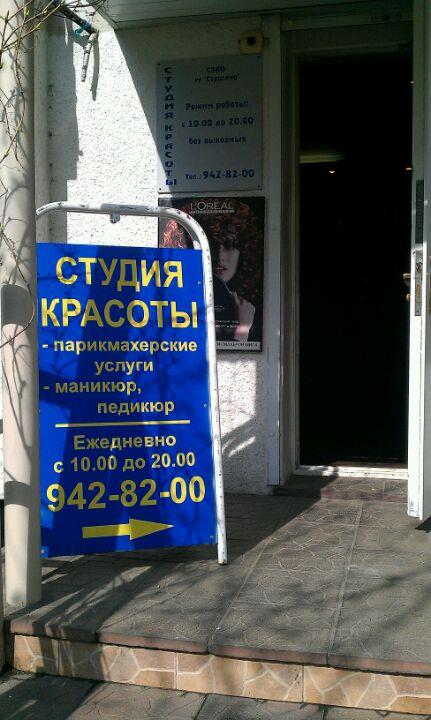 СТУДИЯ КРАСОТЫ
СЗАО
Режим работы:
с 10.00 до 20.00
без выходных
Тел.: 942-82-00
L'OREAL
СТУДИЯ
КРАСОТЫ
- парикмахерские
услуги
- маникюр,
педикюр
Ежедневно
с 10.00 до 20.00
942-82-00